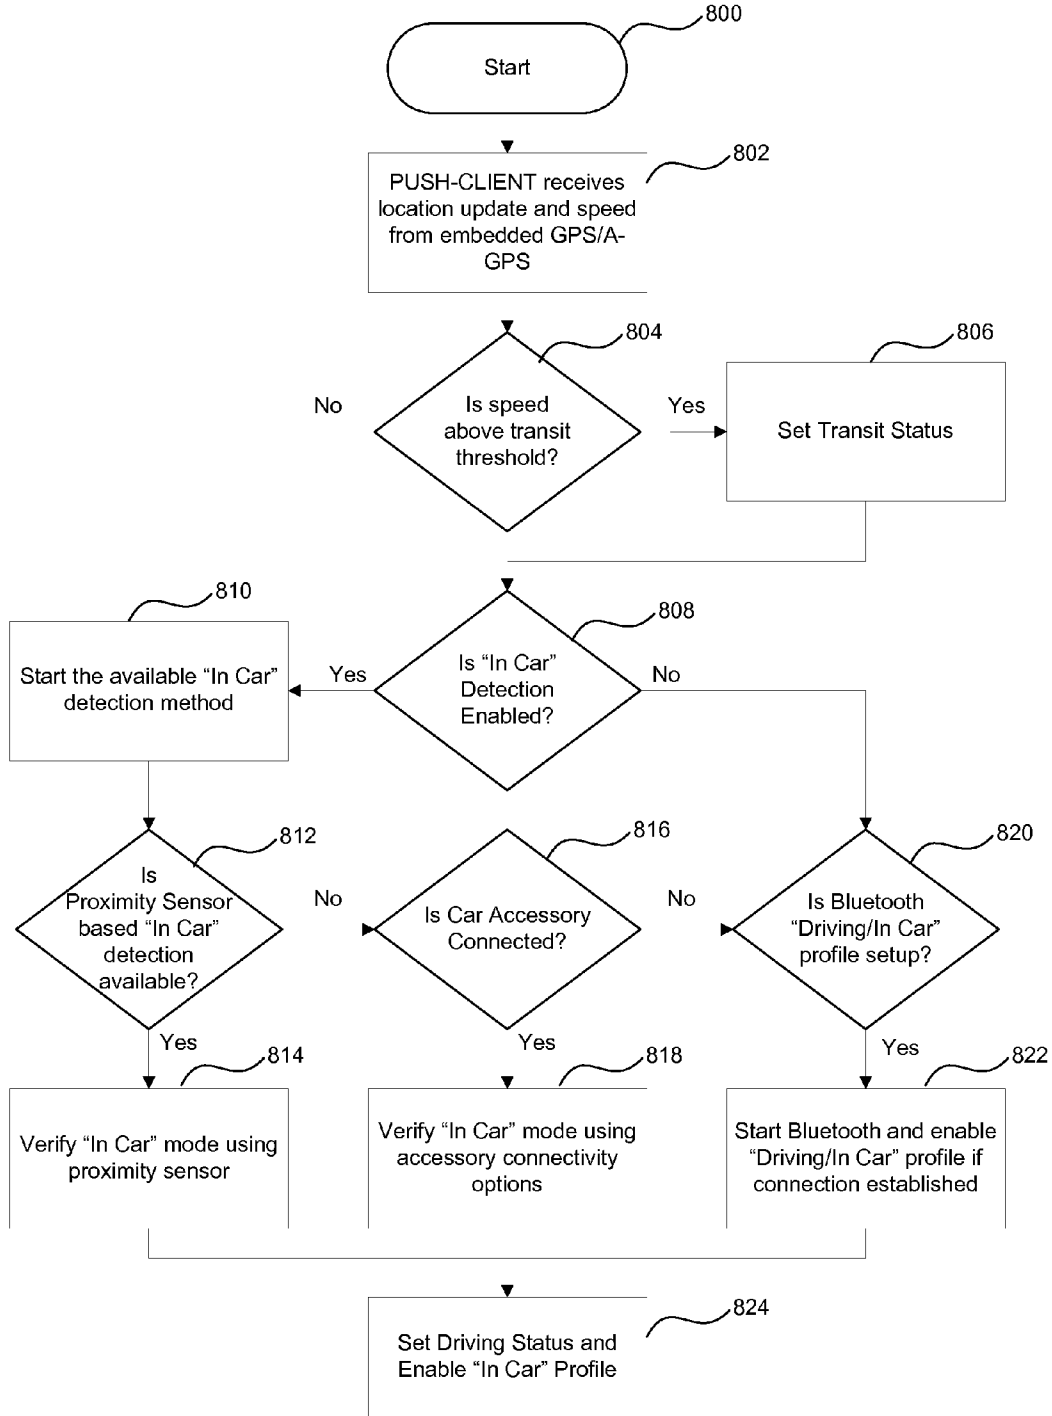 800
Start
802
PUSH-CLIENT receives
location update and speed
from embedded GPS/A-
GPS
804
806
No
Is speed
above transit
threshold?
Yes
Set Transit Status
810
808
Start the available “In Car”
detection method
Yes
Is “In Car”
Detection
Enabled?
No
812
816
820
Is
Proximity Sensor
based “In Car”
detection
available?
No
Is Car Accessory
Connected?
No
Is Bluetooth
“Driving/In Car”
profile setup?
Yes
Yes
Yes
814
818
822
Verify “In Car” mode using
proximity sensor
Verify “In Car” mode using
accessory connectivity
options
Start Bluetooth and enable
“Driving/In Car” profile if
connection established
824
Set Driving Status and
Enable “In Car” Profile